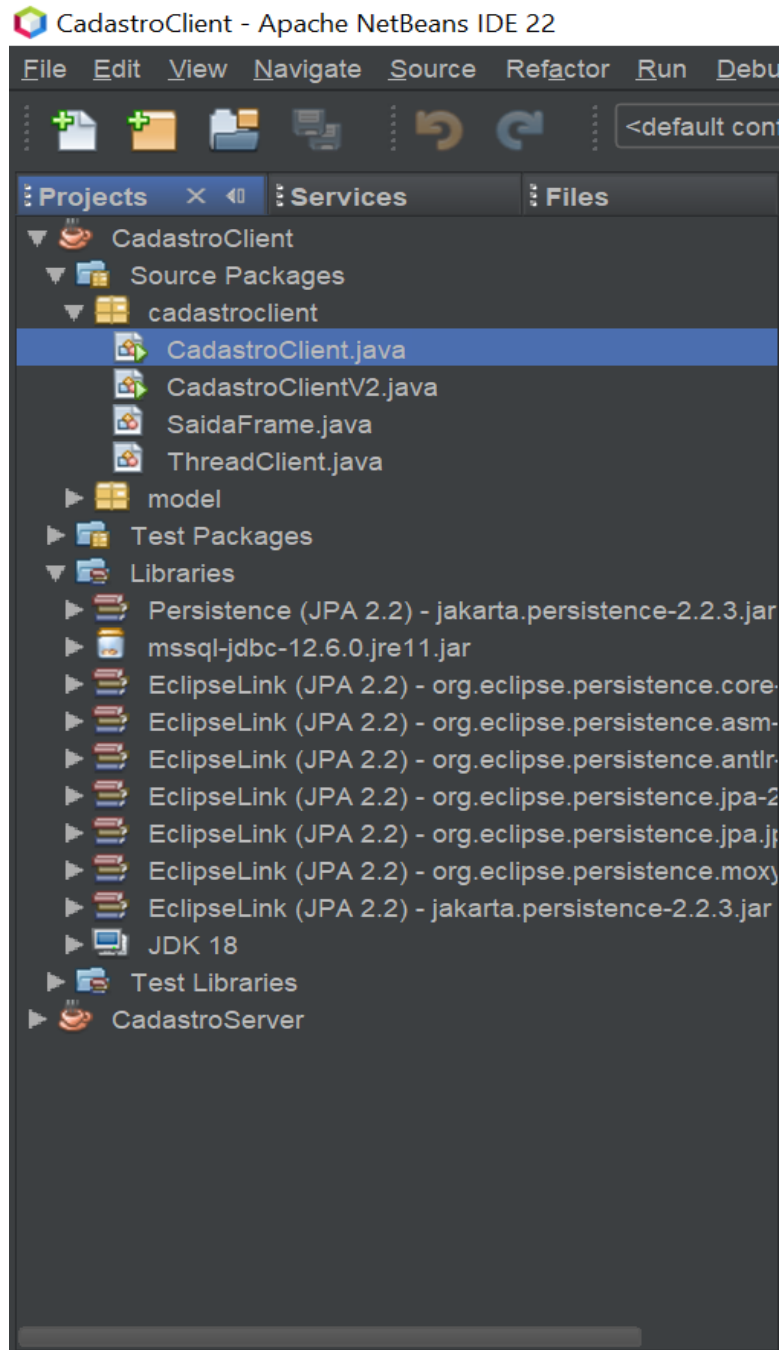 CadastroClient - Apache NetBeans IDE 22
File Edit View Navigate Source Refactor Run Debu
<default con
Projects Services Files
CadastroClient
Source Packages
cadastroclient
CadastroClient.java
CadastroClientV2.java
SaidaFrame.java
ThreadClient.java
model
Test Packages
Libraries
Persistence (JPA 2.2) - jakarta.persistence-2.2.3.jar
mssql-jdbc-12.6.0.jre11.jar
EclipseLink (JPA 2.2) - org.eclipse.persistence.core-
EclipseLink (JPA 2.2) - org.eclipse.persistence.asm-
EclipseLink (JPA 2.2) - org.eclipse.persistence.antlr-
EclipseLink (JPA 2.2) - org.eclipse.persistence.jpa-2
EclipseLink (JPA 2.2) - org.eclipse.persistence.jpa.j
EclipseLink (JPA 2.2) - org.eclipse.persistence.moxy
EclipseLink (JPA 2.2) - jakarta.persistence-2.2.3.jar
JDK 18
Test Libraries
CadastroServer